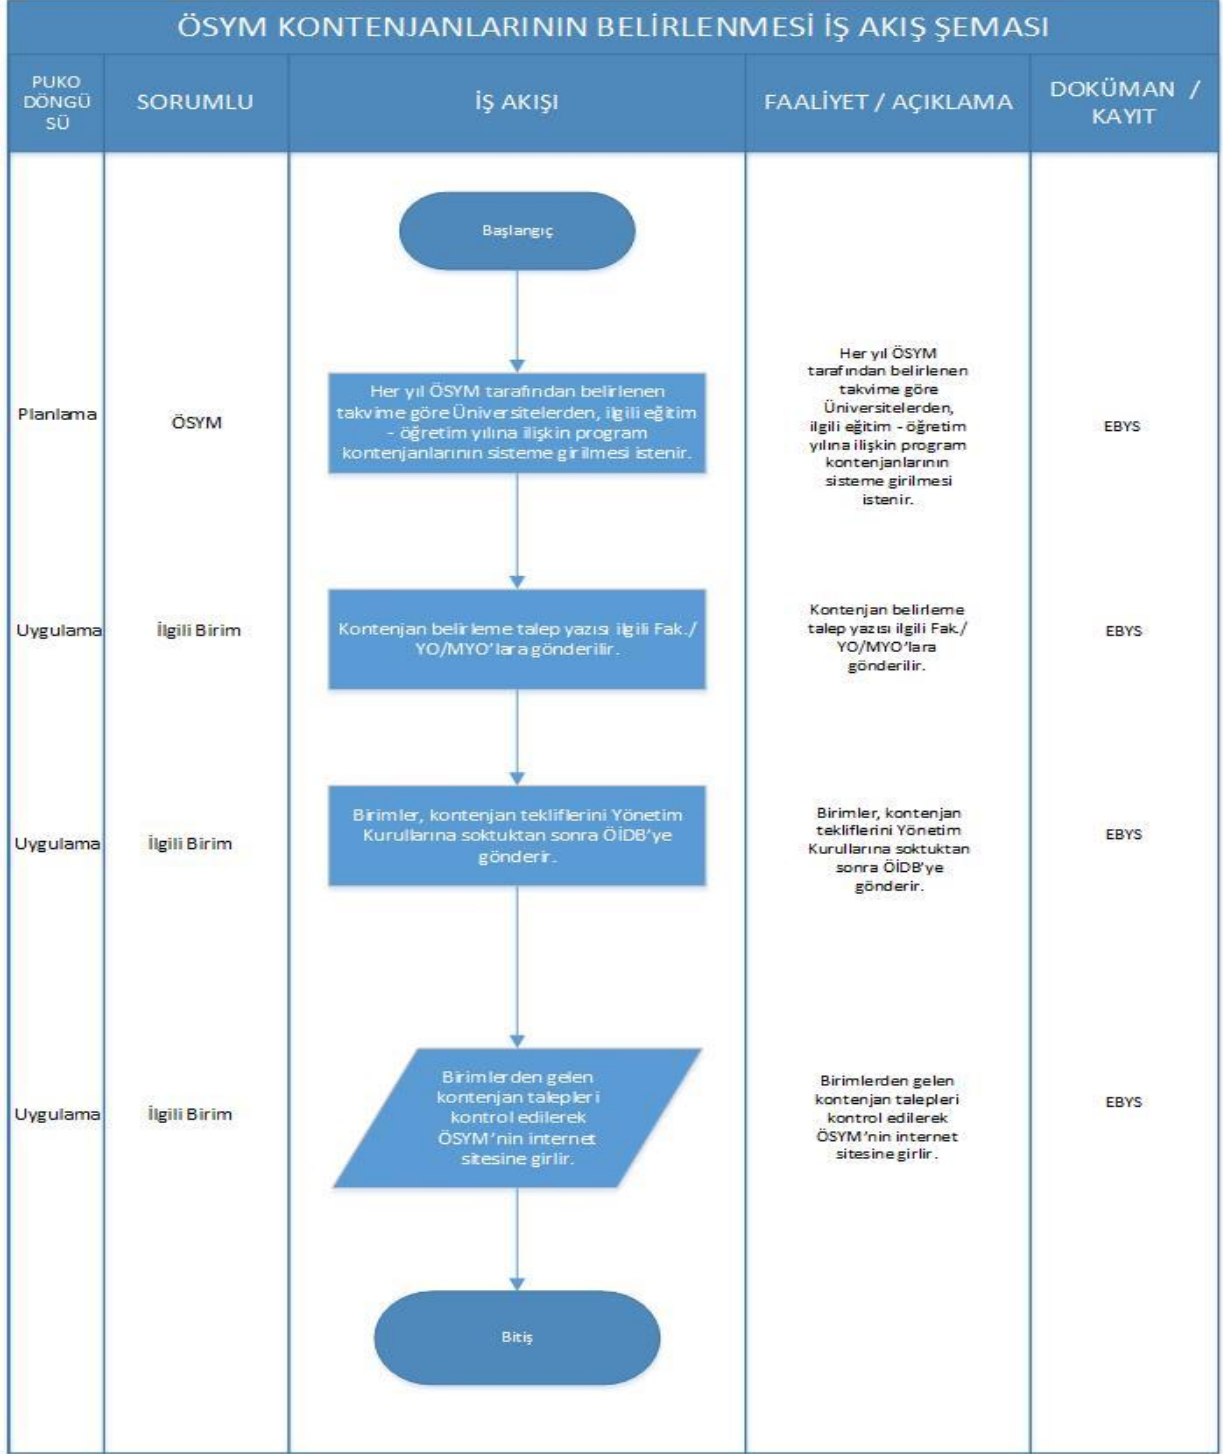 ÖSYM KONTENJANLARININ BELİRLENMESİ İŞ AKIŞ ŞEMASI
PUKO
DÖNGÜ
SÜ
SORUMLU
İŞ AKIŞI
FAALİYET / AÇIKLAMA
DOKÜMAN /
KAYIT
Başlangıç
Planlama
ÖSYM
Her yıl ÖSYM tarafından belirlenen
takvime göre Üniversitelerden, ilgili eğitim
- öğretim yılına ilişkin program
kontenjanlarının sisteme girilmesi istenir.
Her yıl ÖSYM
tarafından belirlenen
takvime göre
Üniversitelerden,
ilgili eğitim - öğretim
yılına ilişkin program
kontenjanlarının
sisteme girilmesi
istenir.
EBYS
Uygulama
İlgili Birim
Kontenjan belirleme talep yazısı ilgili Fak./
YO/MYO'lara gönderilir.
Kontenjan belirleme
talep yazısı ilgili Fak./
YO/MYO'lara
gönderilir.
EBYS
Uygulama
İlgili Birim
Birimler, kontenjan tekliflerini Yönetim
Kurullarına soktuktan sonra ÖİDB'ye
gönderir.
Birimler, kontenjan
tekliflerini Yönetim
Kurullarına soktuktan
sonra ÖİDB'ye
gönderir.
EBYS
Uygulama
İlgili Birim
Birimlerden gelen
kontenjan talepleri
kontrol edilerek
ÖSYM'nin internet
sitesine girlir.
Birimlerden gelen
kontenjan talepleri
kontrol edilerek
ÖSYM'nin internet
sitesine girlir.
EBYS
Bitiş